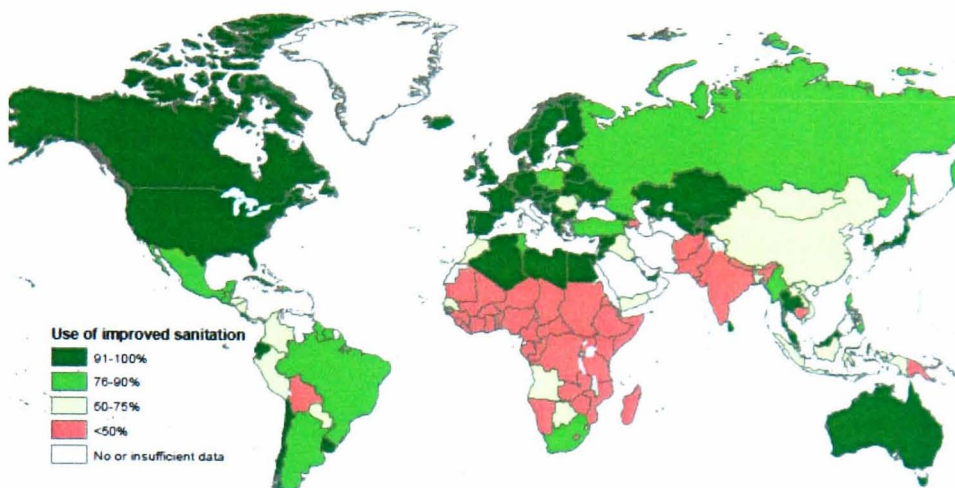 Use of improved sanitation
91-100%
76-90%
50-75%
<50%
No or insufficient data